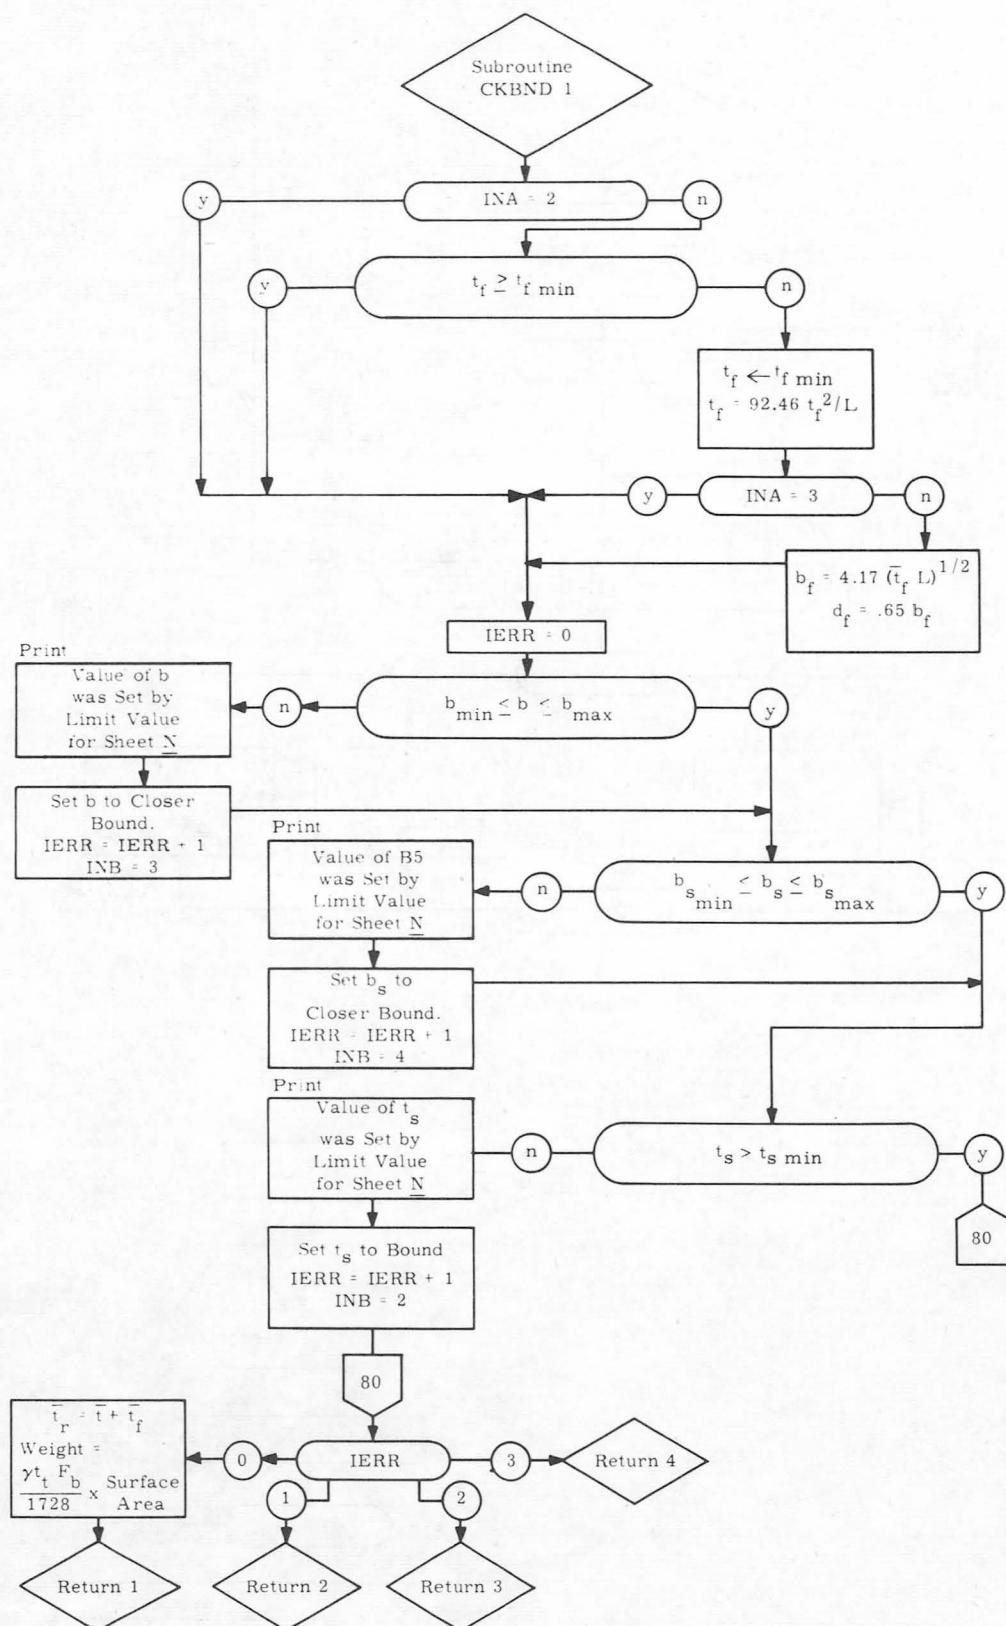 Subroutine
CKBND 1
y
INA = 2
n
y
t_f ≥ t_f min
n
t_f ← t_f min
t_f = 92.46 t_f^2/L
y
INA = 3
n
b_f = 4.17 (t̄_f L)^1/2
d_f = .65 b_f
IERR = 0
Print
Value of b
was Set by
Limit Value
for Sheet N
n
b_min ≤ b ≤ b_max
y
Set b to Closer
Bound.
IERR = IERR + 1
INB = 3
Print
Value of B5
was Set by
Limit Value
for Sheet N
n
b_s_min ≤ b_s ≤ b_s_max
y
Set b_s to
Closer Bound.
IERR = IERR + 1
INB = 4
Print
Value of t_s
was Set by
Limit Value
for Sheet N
n
t_s > t_s min
y
80
Set t_s to Bound
IERR = IERR + 1
INB = 2
80
t̄_r = t̄ + t̄_f
Weight =
γt_t F_b / 1728 x Surface Area
0
IERR
3
Return 4
1
2
Return 1
Return 2
Return 3